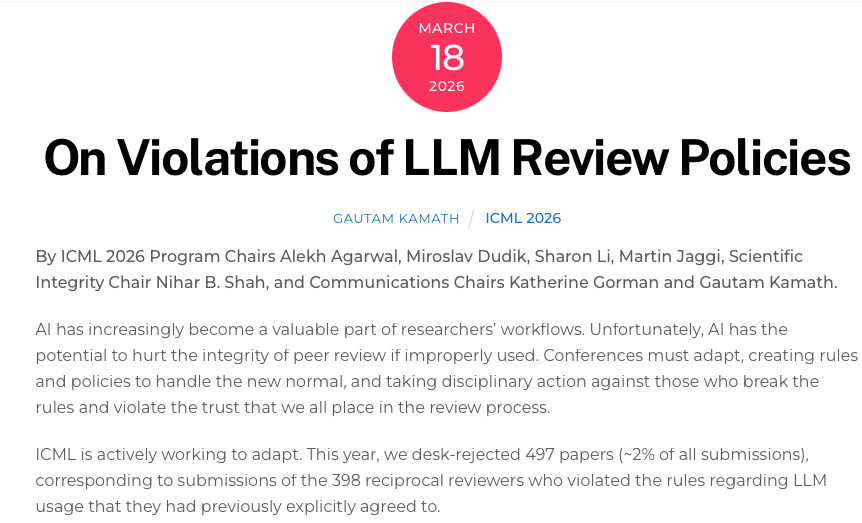 MARCH
18
2026
On Violations of LLM Review Policies
GAUTAM KAMATH / ICML 2026
By ICML 2026 Program Chairs Alekh Agarwal, Miroslav Dudik, Sharon Li, Martin Jaggi, Scientific
Integrity Chair Nihar B. Shah, and Communications Chairs Katherine Gorman and Gautam Kamath.
AI has increasingly become a valuable part of researchers’ workflows. Unfortunately, AI has the
potential to hurt the integrity of peer review if improperly used. Conferences must adapt, creating rules
and policies to handle the new normal, and taking disciplinary action against those who break the
rules and violate the trust that we all place in the review process.
ICML is actively working to adapt. This year, we desk-rejected 497 papers (~2% of all submissions),
corresponding to submissions of the 398 reciprocal reviewers who violated the rules regarding LLM
usage that they had previously explicitly agreed to.